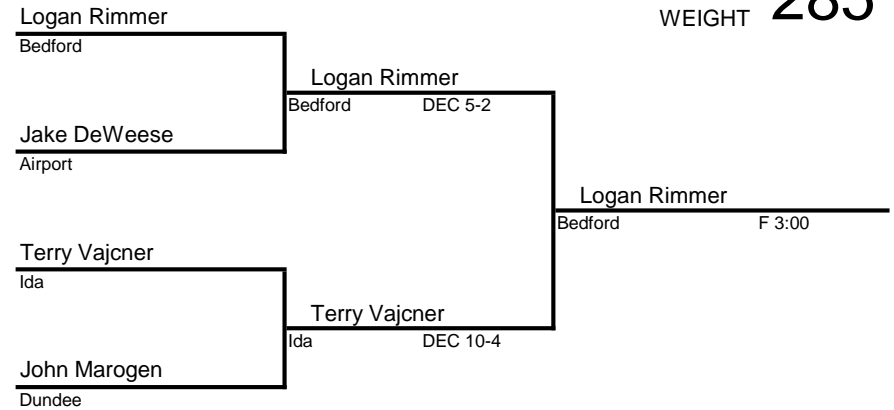 WEIGHT 285
Logan Rimmer
Bedford
Logan Rimmer
Bedford DEC 5-2
Jake DeWeese
Airport
Logan Rimmer
Bedford F 3:00
Terry Vajcner
Ida
Terry Vajcner
Ida DEC 10-4
John Marogen
Dundee